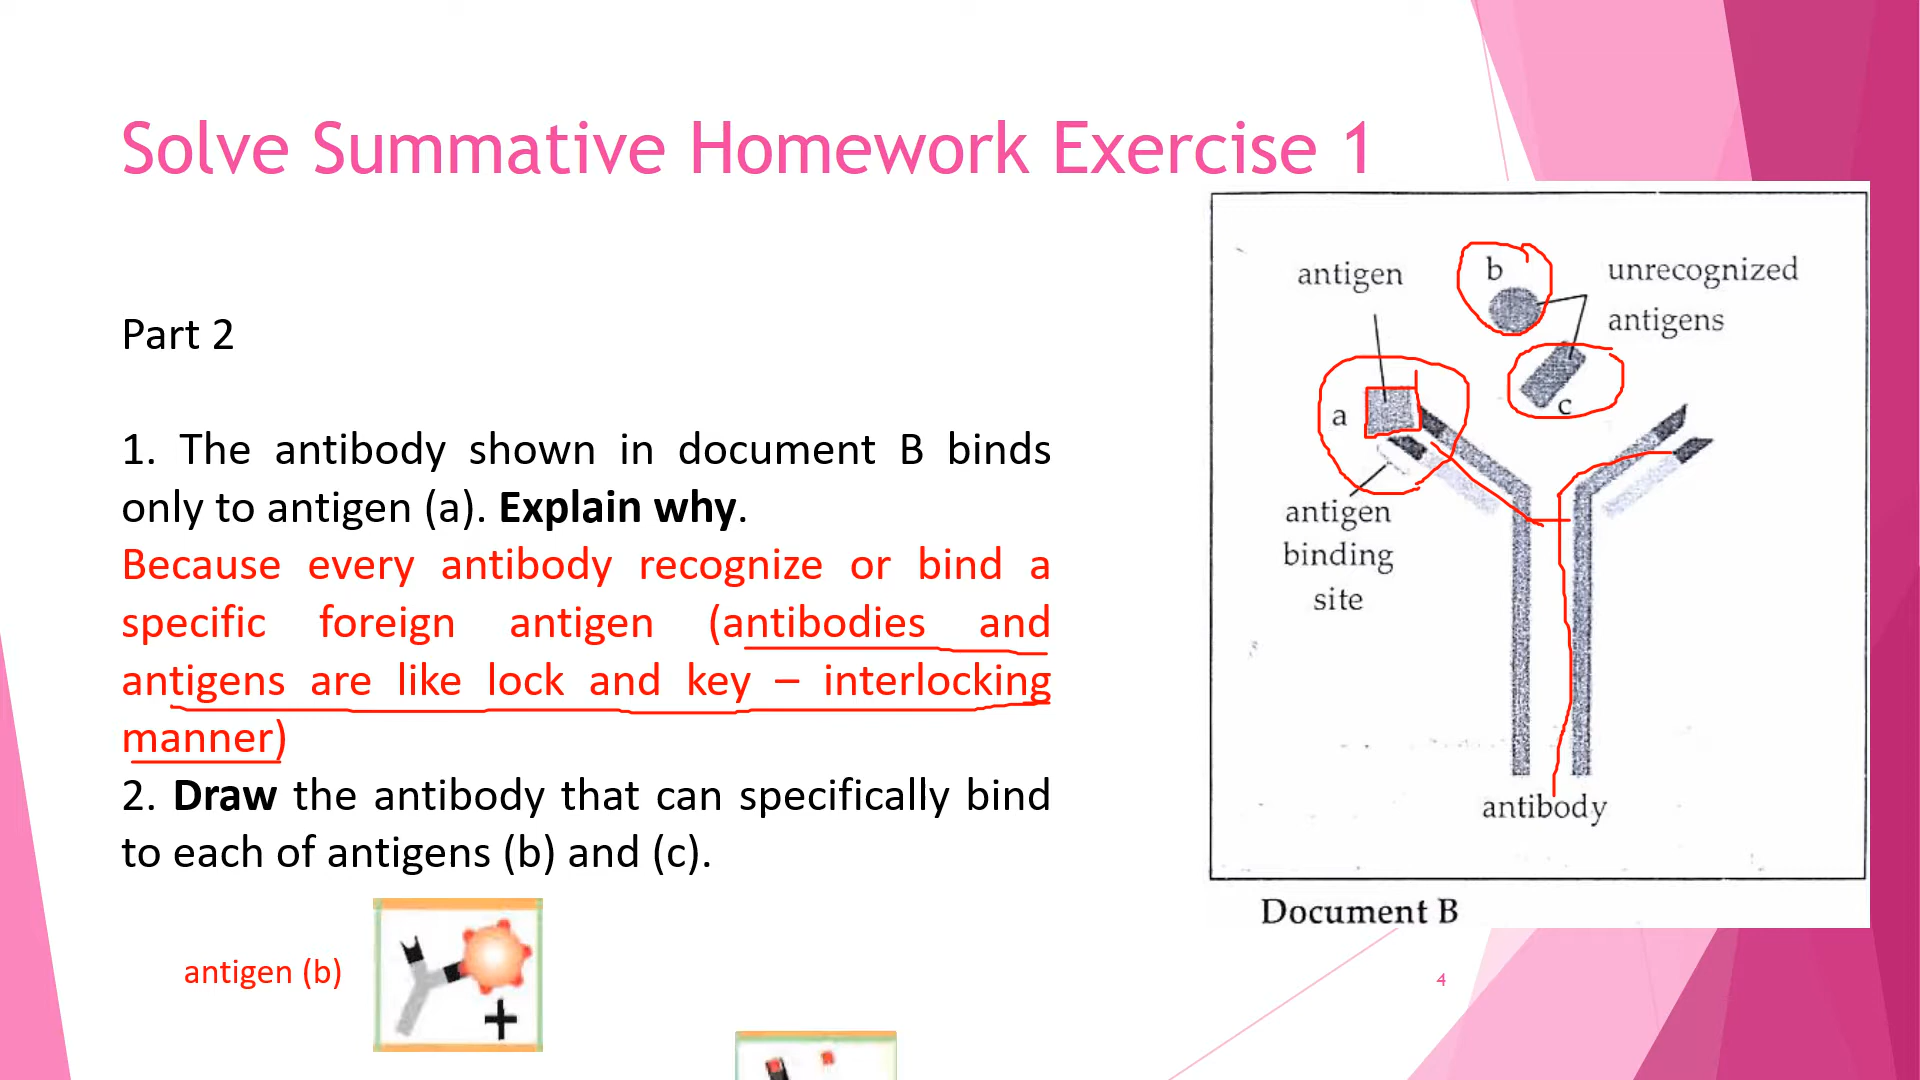 Solve Summative Homework Exercise 1
Part 2
1. The antibody shown in document B binds
only to antigen (a). Explain why.
Because every antibody recognize or bind a
specific foreign antigen (antibodies and
antigens are like lock and key – interlocking
manner)
2. Draw the antibody that can specifically bind
to each of antigens (b) and (c).
antigen (b)
+
antigen
b
unrecognized
antigens
a
c
antigen
binding
site
antibody
Document B
4